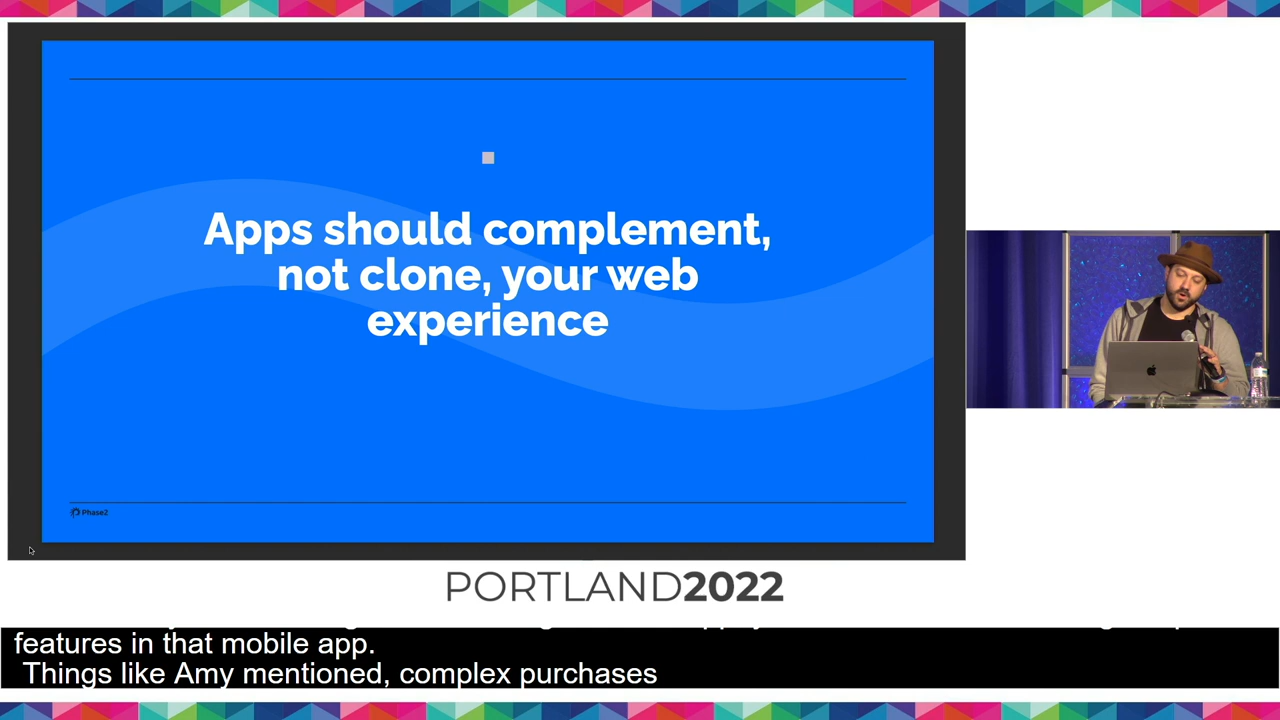 Apps should complement,
not clone, your web
experience
Phase2
PORTLAND2022
features in that mobile app.
Things like Amy mentioned, complex purchases